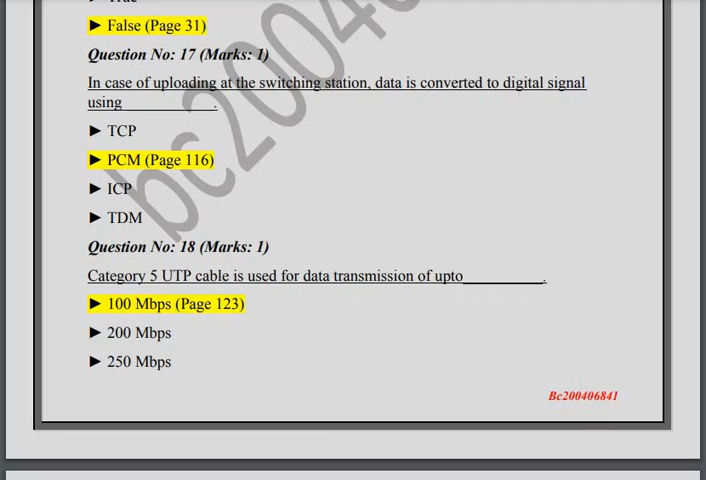 ► False (Page 31)
Question No: 17 (Marks: 1)
In case of uploading at the switching station, data is converted to digital signal
using____________.
► TCP
► PCM (Page 116)
► ICP
► TDM
Question No: 18 (Marks: 1)
Category 5 UTP cable is used for data transmission of upto__________.
► 100 Mbps (Page 123)
► 200 Mbps
► 250 Mbps
Bc200406841